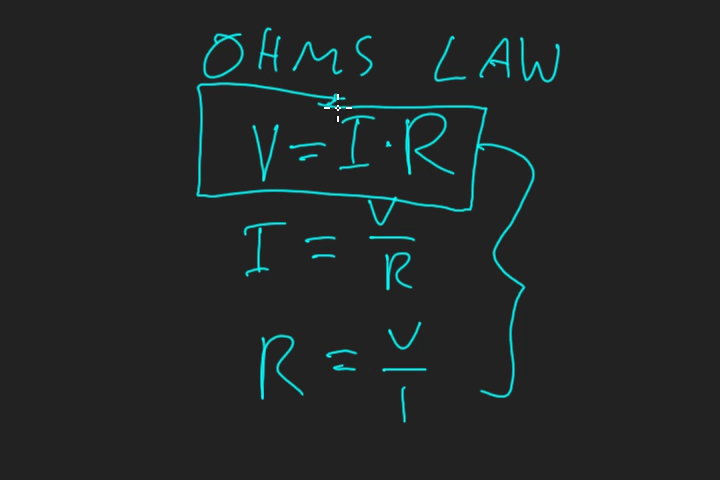 OHMS LAW
V = I · R
I = V/R
R = V/I